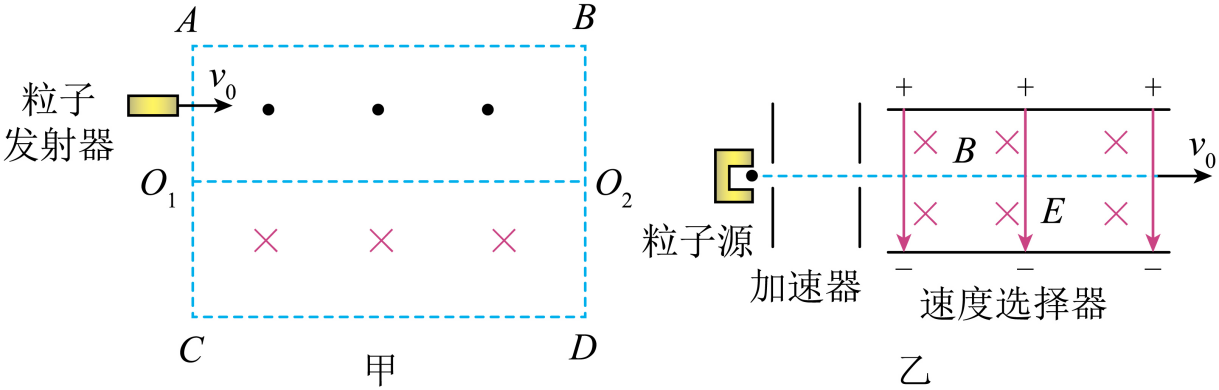 A
B
粒子
发射器
v₀
O₁
O₂
C
D
甲
粒子源
加速器
+ + +
B
E
v₀
− − −
速度选择器
乙